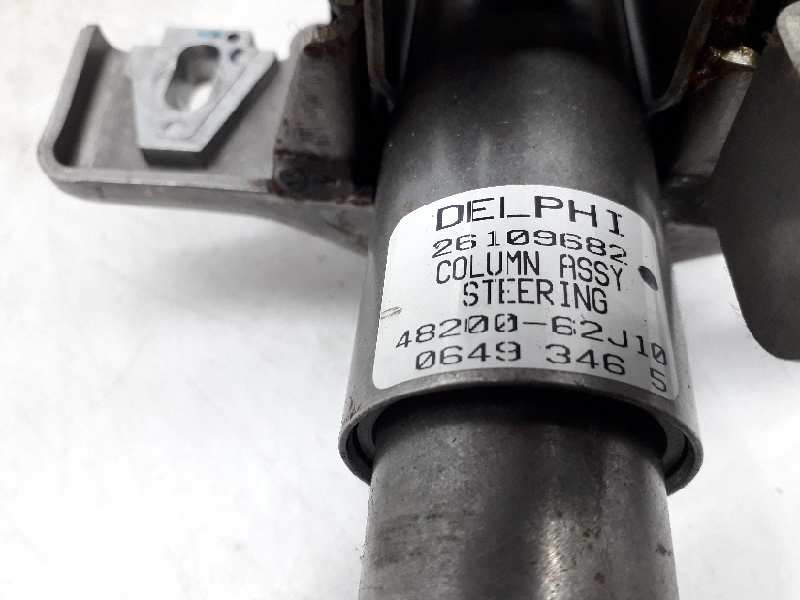 DELPHI
26109682
COLUMN ASSY
STEERING
48200-62J10
0649 346 5